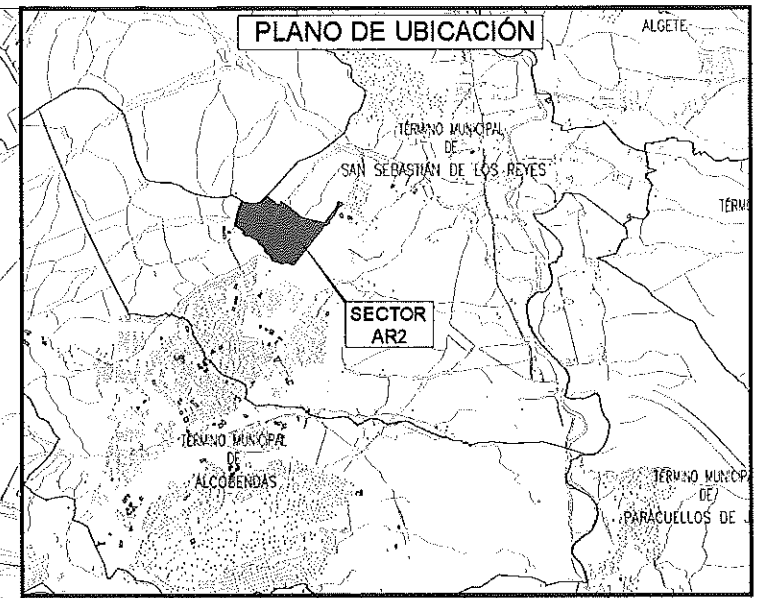 PLANO DE UBICACIÓN
ALGETE
TÉRMINO MUNICIPAL
DE
SAN SEBASTIÁN DE LOS REYES
TÉRM
SECTOR
AR2
TÉRMINO MUNICIPAL
DE
ALCOBENDAS
TÉRMINO MUNICIP
DE
PARACUELLOS DE J